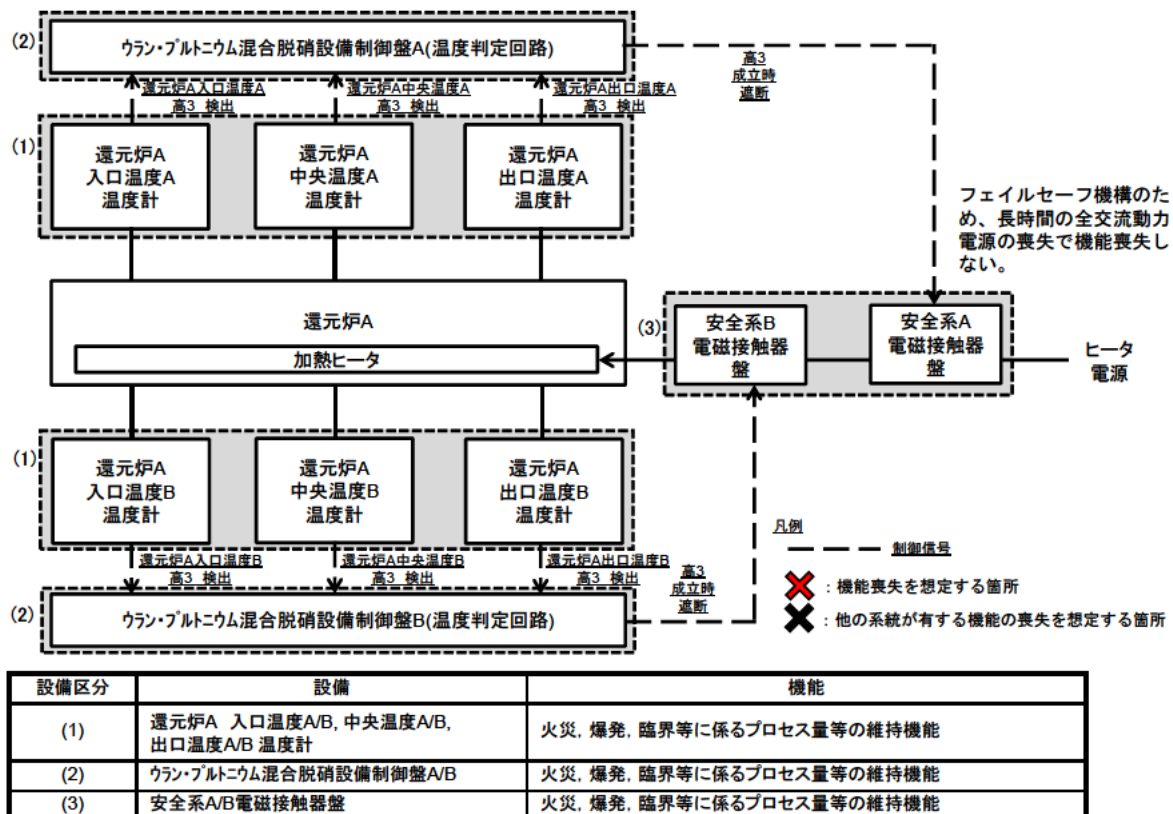 (2)
ウラン・プルトニウム混合脱硝設備制御盤A(温度判定回路)
高3
成立時
遮断
還元炉A入口温度A
高3 検出
還元炉A中央温度A
高3 検出
還元炉A出口温度A
高3 検出
(1)
還元炉A
入口温度A
温度計
還元炉A
中央温度A
温度計
還元炉A
出口温度A
温度計
フェイルセーフ機構のた
め、長時間の全交流動力
電源の喪失で機能喪失し
ない。
還元炉A
加熱ヒータ
(3)
安全系B
電磁接触器
盤
安全系A
電磁接触器
盤
ヒータ
電源
(1)
還元炉A
入口温度B
温度計
還元炉A
中央温度B
温度計
還元炉A
出口温度B
温度計
還元炉A入口温度B
高3 検出
還元炉A中央温度B
高3 検出
還元炉A出口温度B
高3 検出
(2)
ウラン・プルトニウム混合脱硝設備制御盤B(温度判定回路)
高3
成立時
遮断
凡例
制御信号
:機能喪失を想定する箇所
:他の系統が有する機能の喪失を想定する箇所
設備区分 設備 機能
(1) 還元炉A 入口温度A/B, 中央温度A/B, 火災, 爆発, 臨界等に係るプロセス量等の維持機能
出口温度A/B 温度計
(2) ウラン・プルトニウム混合脱硝設備制御盤A/B 火災, 爆発, 臨界等に係るプロセス量等の維持機能
(3) 安全系A/B電磁接触器盤 火災, 爆発, 臨界等に係るプロセス量等の維持機能